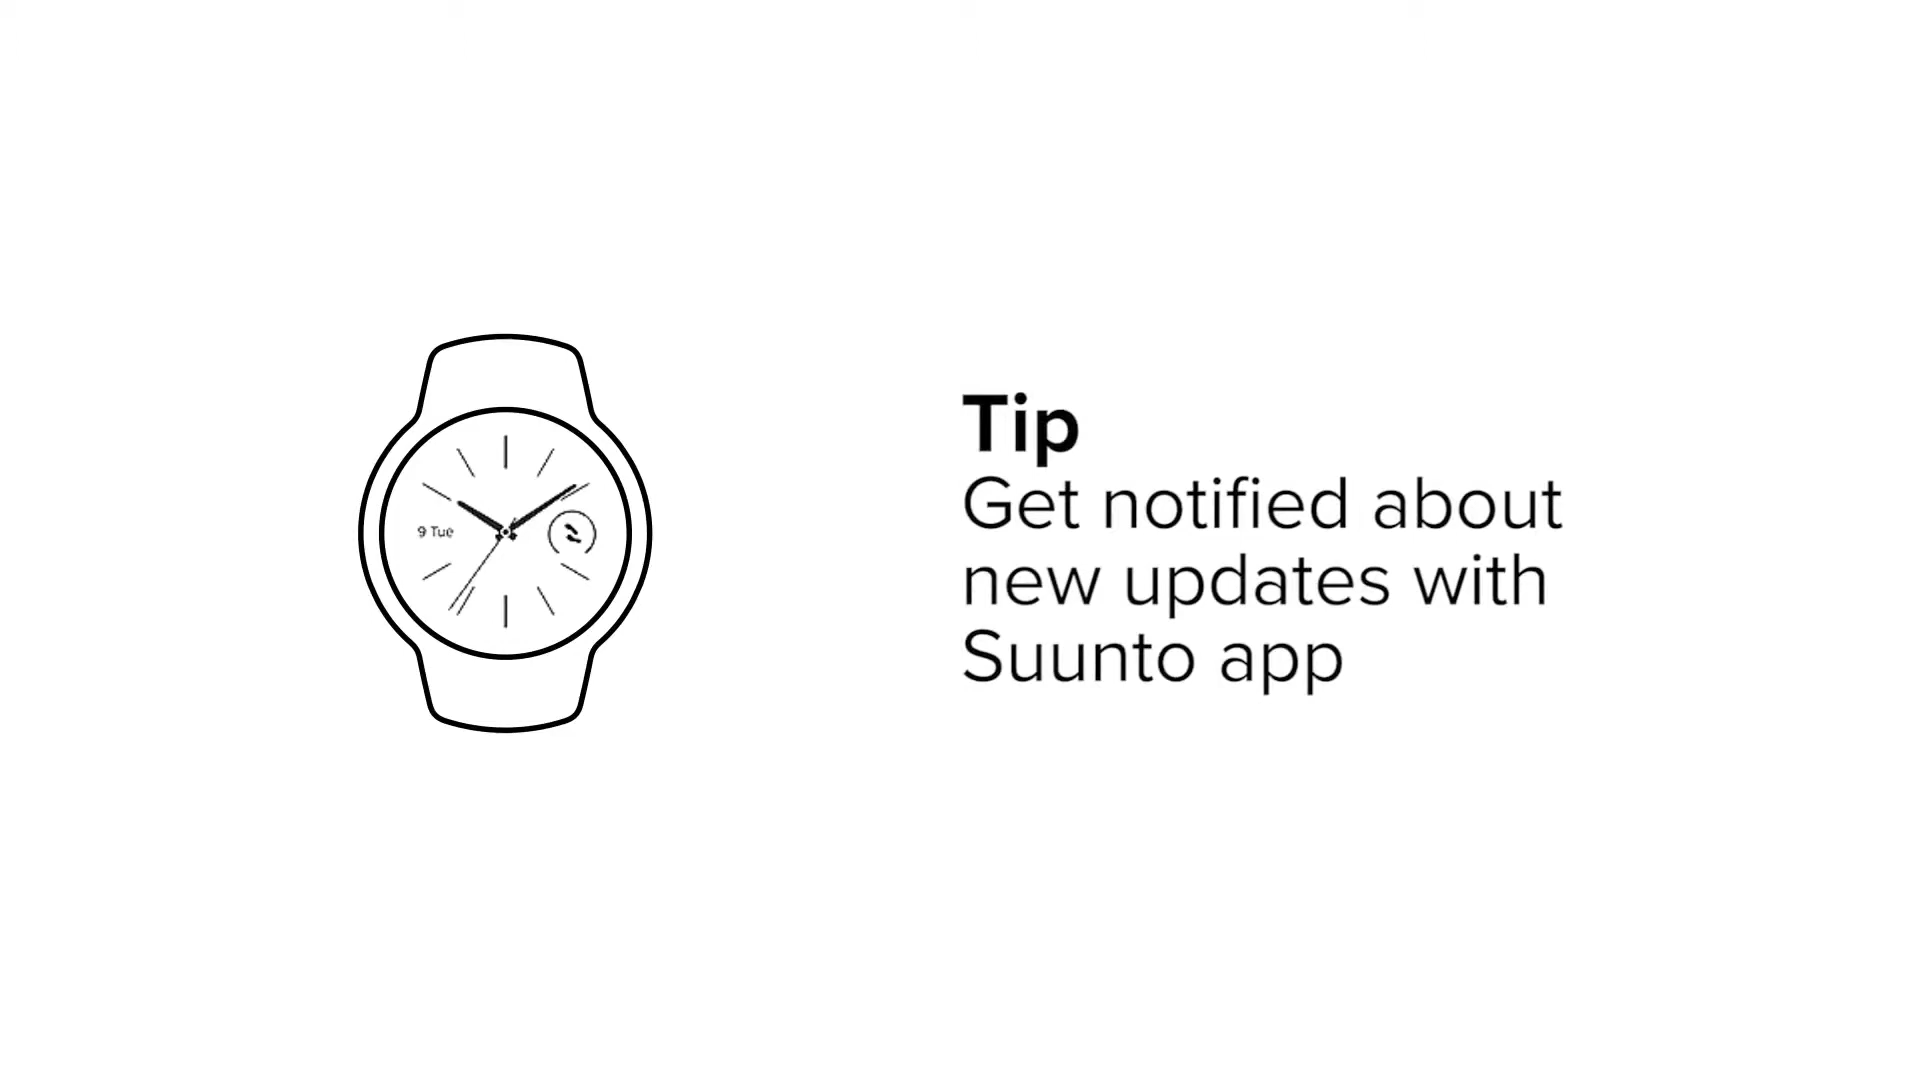 9 Tue
Tip
Get notified about
new updates with
Suunto app